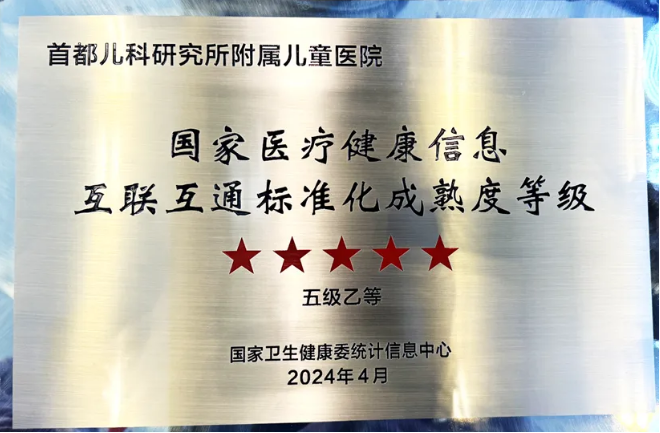 首都儿科研究所附属儿童医院
国家医疗健康信息
互联互通标准化成熟度等级
★★★★★
五级乙等
国家卫生健康委统计信息中心
2024年4月